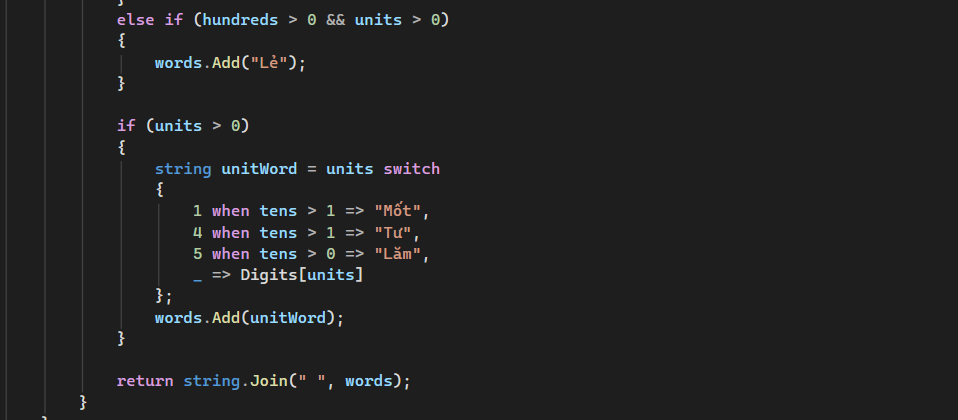 }
else if (hundreds > 0 && units > 0)
{
words.Add("Lẻ");
}
if (units > 0)
{
string unitWord = units switch
{
1 when tens > 1 => "Mốt",
4 when tens > 1 => "Tư",
5 when tens > 0 => "Lăm",
_ => Digits[units]
};
words.Add(unitWord);
}
return string.Join(" ", words);
}
}